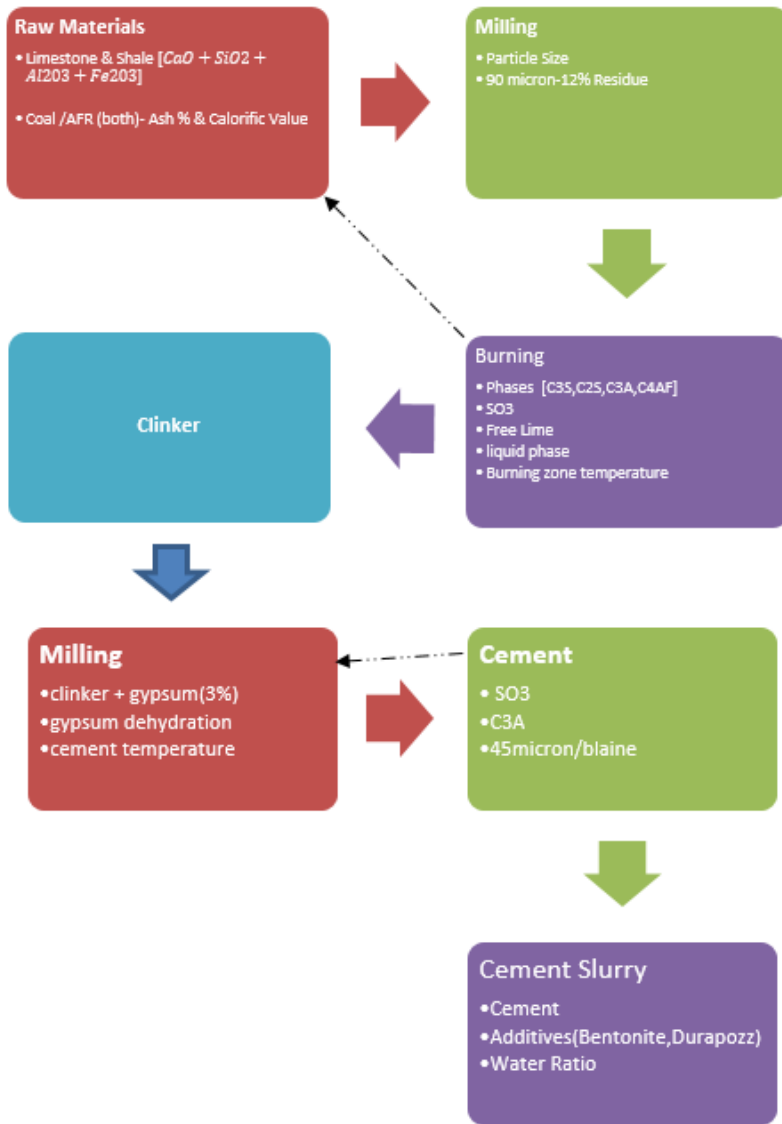 Raw Materials
• Limestone & Shale [CaO + SiO2 +
Al2O3 + Fe2O3]
• Coal /AFR (both)- Ash % & Calorific Value
Milling
• Particle Size
• 90 micron-12% Residue
Burning
• Phases [C3S,C2S,C3A,C4AF]
• SO3
• Free Lime
• liquid phase
• Burning zone temperature
Clinker
Milling
•clinker + gypsum(3%)
•gypsum dehydration
•cement temperature
Cement
• SO3
•C3A
•45micron/blaine
Cement Slurry
•Cement
•Additives(Bentonite,Durapozz)
•Water Ratio